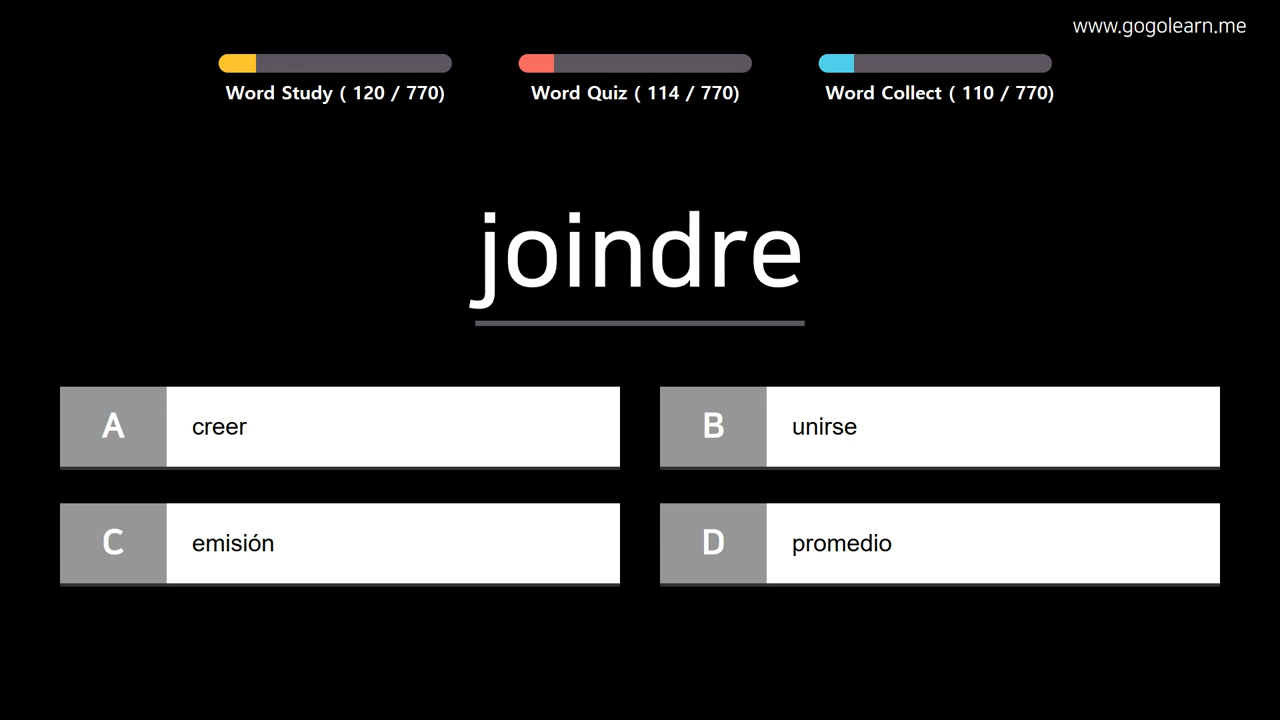 www.gogolearn.me
Word Study ( 120 / 770)
Word Quiz ( 114 / 770)
Word Collect ( 110 / 770)
joindre
A creer
B unirse
C emisión
D promedio